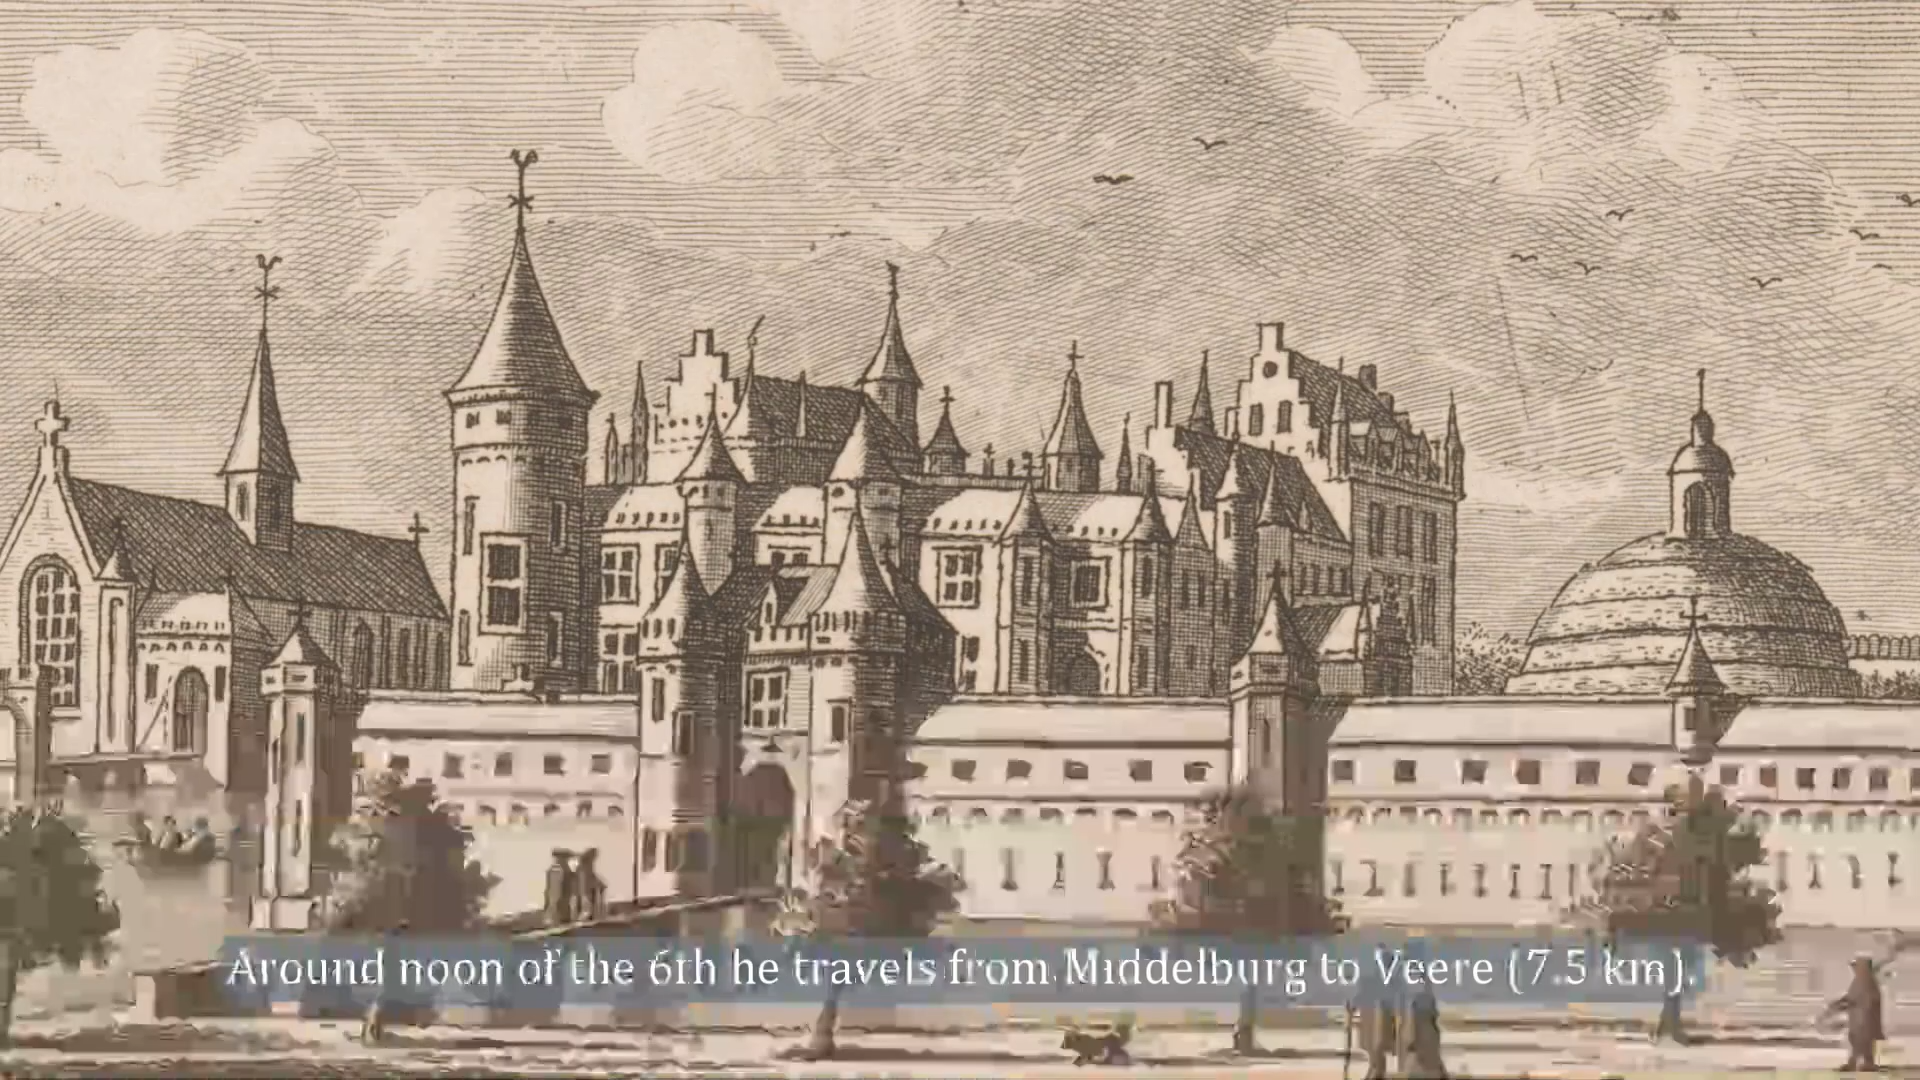 Around noon of the 6th he travels from Middelburg to Veere (7.5 km).